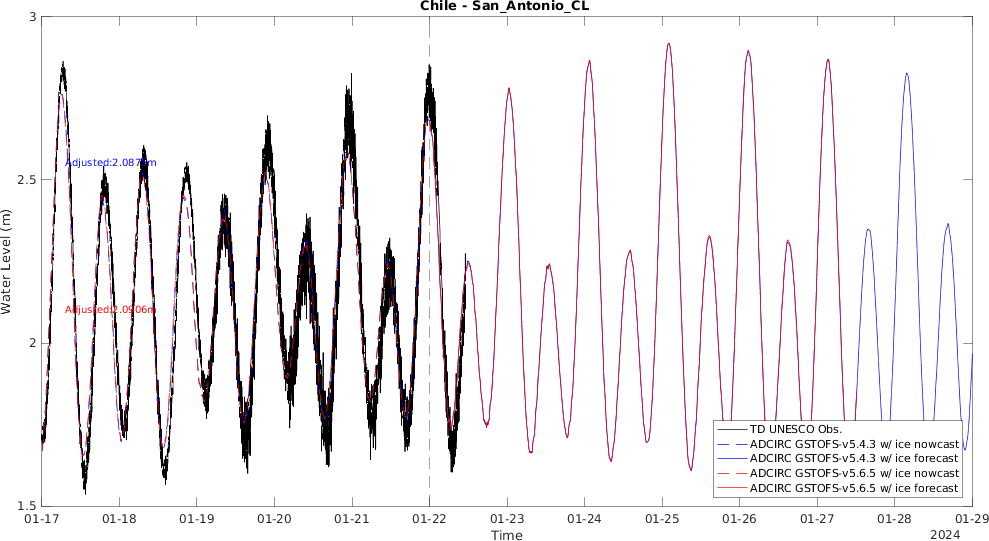 Chile - San_Antonio_CL
3
2.5
2
1.5
Water Level (m)
Adjusted:2.087 m
Adjusted:2.0906m
TD UNESCO Obs.
ADCIRC GSTOFS-v5.4.3 w/ ice nowcast
ADCIRC GSTOFS-v5.4.3 w/ ice forecast
ADCIRC GSTOFS-v5.6.5 w/ ice nowcast
ADCIRC GSTOFS-v5.6.5 w/ ice forecast
01-17 01-18 01-19 01-20 01-21 01-22 01-23 01-24 01-25 01-26 01-27 01-28 01-29
Time
2024